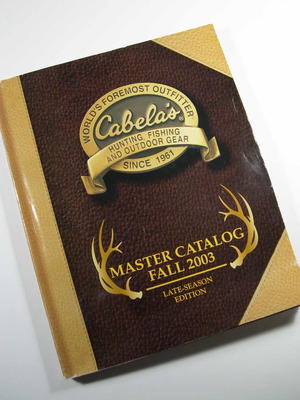 WORLD'S FOREMOST OUTFITTER
Cabela's
HUNTING, FISHING
AND OUTDOOR GEAR
SINCE 1961
MASTER CATALOG
FALL 2003
LATE-SEASON
EDITION